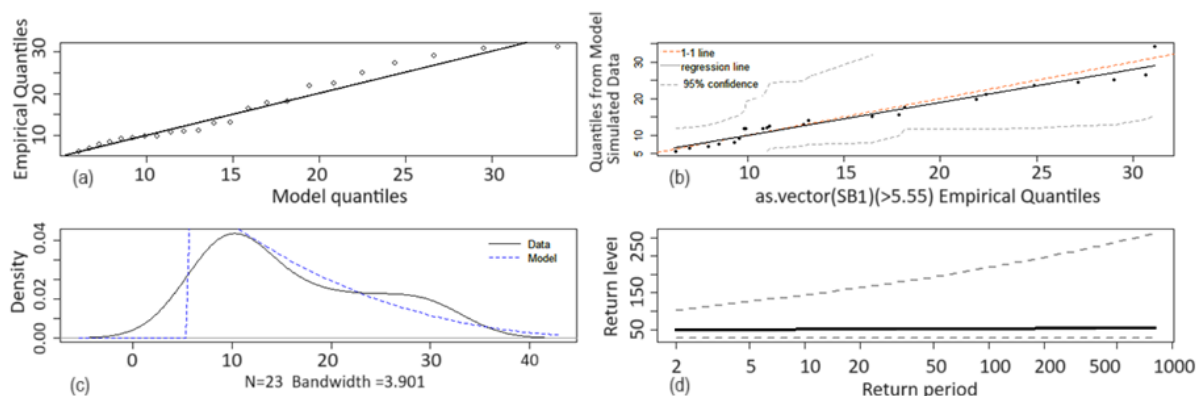 Empirical Quantiles
10 20 30
(a)
10 15 20 25 30
Model quantiles
Quantiles from Model
Simulated Data
5 10 20 30
1-1 line
regression line
95% confidence
(b)
10 15 20 25 30
as.vector(SB1)(>5.55) Empirical Quantiles
Density
0.00 0.02 0.04
Data
Model
(c)
0 10 20 30 40
N=23 Bandwidth =3.901
Return level
50 150 250
(d)
2 5 10 20 50 100 200 500 1000
Return period